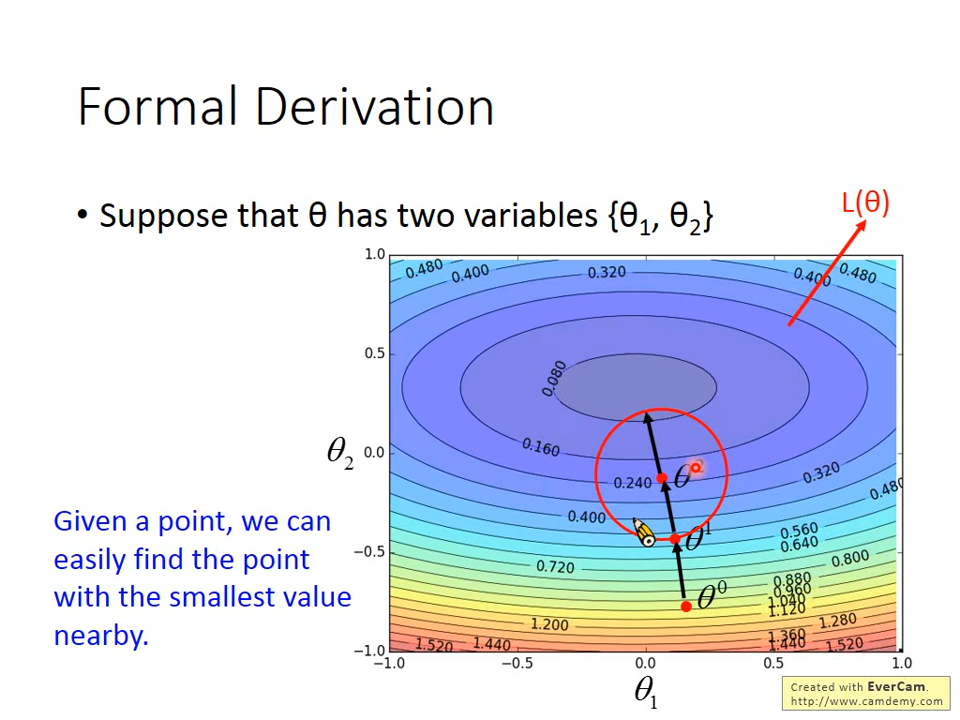 Formal Derivation
• Suppose that θ has two variables {θ₁, θ₂}
L(θ)
1.0
0.5
0.0
−0.5
−1.0
θ₂
0.480
0.400
0.320
0.400
0.480
0.080
0.160
0.240
0.320
0.480
0.400
0.560
0.640
0.720
0.800
0.880
0.960
1.040
1.120
1.200
1.280
1.360
1.440
1.520
1.520
1.440
θ²
θ¹
θ⁰
Given a point, we can
easily find the point
with the smallest value
nearby.
−1.0 −0.5 0.0 0.5 1.0
θ₁
Created with EverCam.
http://www.camdemy.com